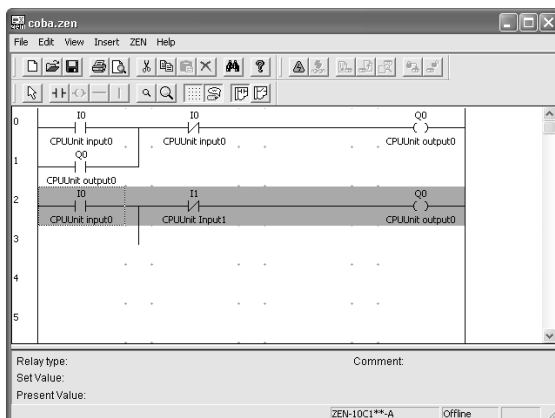 coba.zen
File Edit View Insert ZEN Help
0 I0 I0 Q0
CPUUnit input0 CPUUnit input0 CPUUnit output0
1 Q0
CPUUnit output0
2 I0 I1 Q0
CPUUnit input0 CPUUnit Input1 CPUUnit output0
3
4
5
Relay type: Comment:
Set Value:
Present Value:
ZEN-10C1**-A Offline